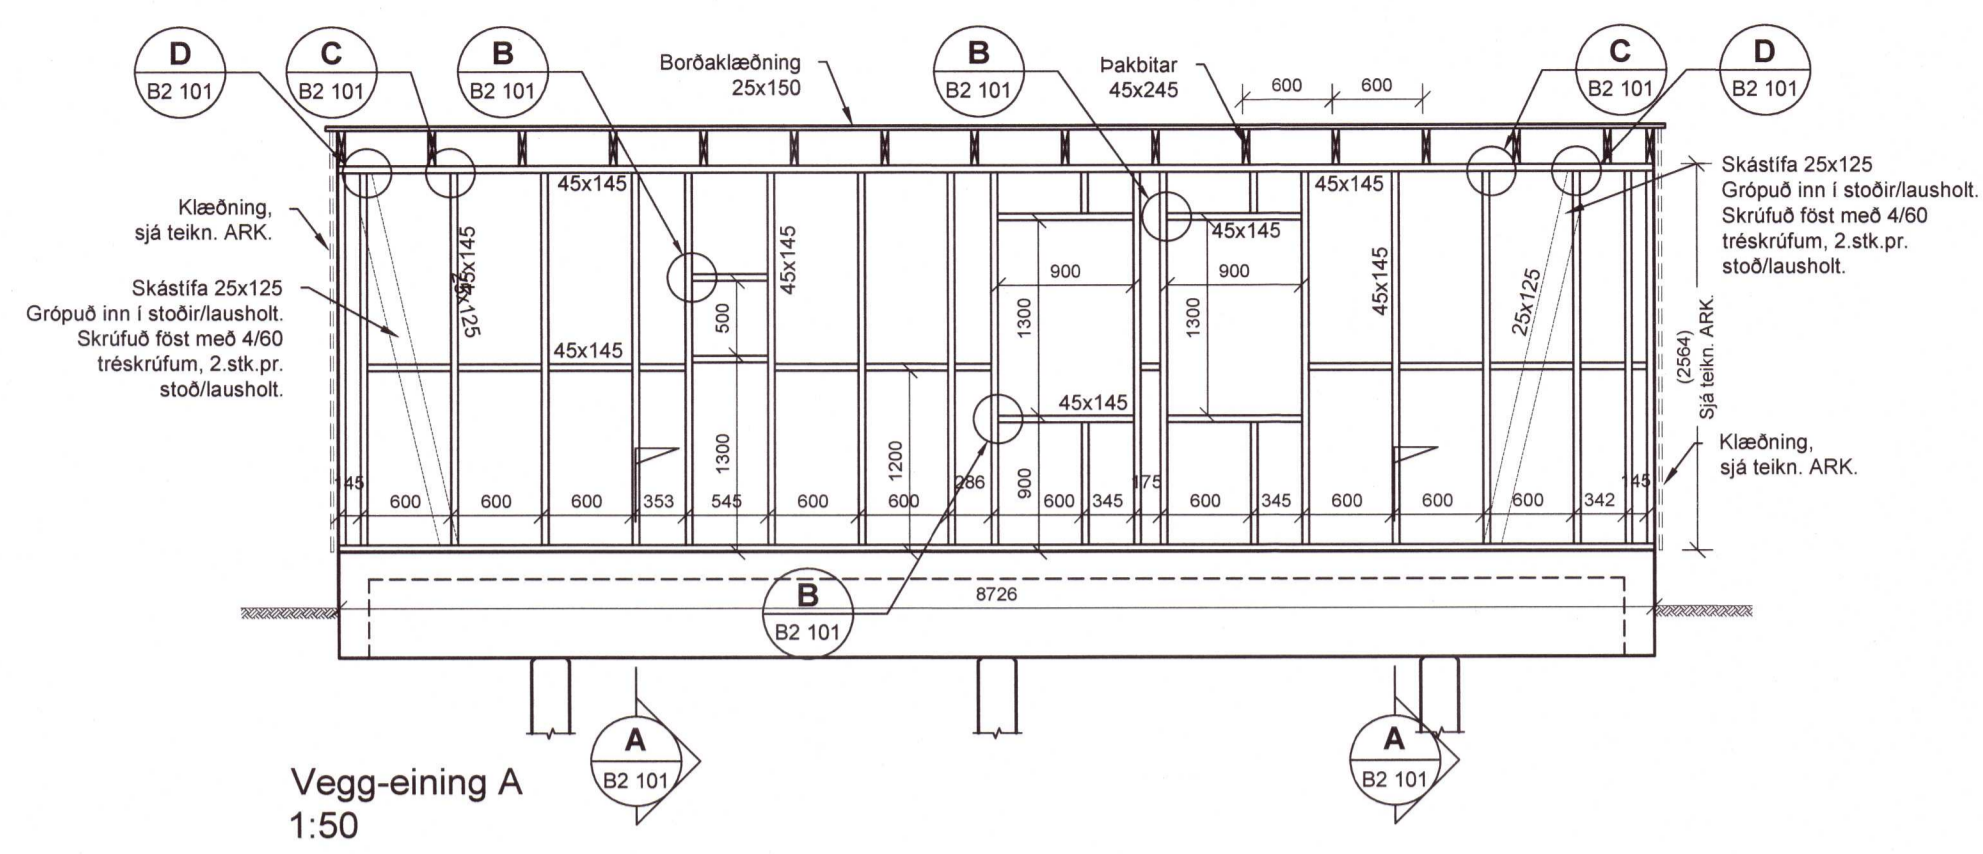 D
B2 101
C
B2 101
B
B2 101
Borðaklæðning
25x150
B
B2 101
Þakbitar
45x245
600
600
C
B2 101
D
B2 101
Klæðning,
sjá teikn. ARK.
Skástífa 25x125
Grópuð inn í stoðir/lausholt.
Skrúfuð föst með 4/60
tréskrúfum, 2.stk.pr.
stoð/lausholt.
Skástífa 25x125
Grópuð inn í stoðir/lausholt.
Skrúfuð föst með 4/60
tréskrúfum, 2.stk.pr.
stoð/lausholt.
45x145
45x145
45x145
45x145
45x145
45x145
25x125
25x125
900
900
500
1300
1300
45x145
45x145
(2564)
Sjá teikn. ARK.
Klæðning,
sjá teikn. ARK.
1300
1200
900
145
600
600
600
353
545
600
600
286
600
345
175
600
345
600
600
600
342
145
8726
B
B2 101
A
B2 101
A
B2 101
Vegg-eining A
1:50